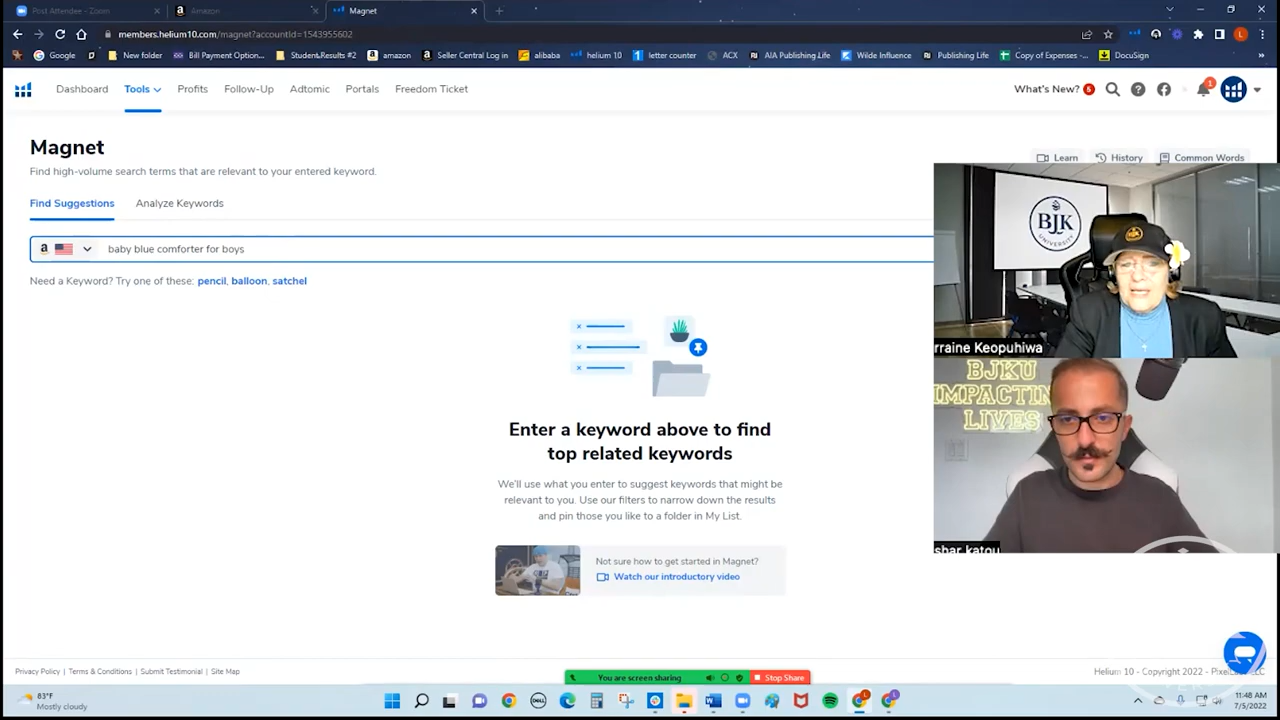 Post Attendee - Zoom
Amazon
Magnet
members.helium10.com/magnet?accountId=1543955602
Google
New folder
Bill Payment Option...
Student&Results #2
amazon
Seller Central Log in
alibaba
helium 10
letter counter
ACX
AIA Publishing Life
Wilde Influence
Publishing Life
Copy of Expenses -...
DocuSign
Dashboard
Tools
Profits
Follow-Up
Adtomic
Portals
Freedom Ticket
What's New? 5
1
Magnet
Find high-volume search terms that are relevant to your entered keyword.
Learn
History
Common Words
Find Suggestions
Analyze Keywords
baby blue comforter for boys
Need a Keyword? Try one of these: pencil, balloon, satchel
BJK
UNIVERSITY
rraine Keopuhiwa
BJKU
IMPACTIN
LIVES
shar katou
Enter a keyword above to find
top related keywords
We'll use what you enter to suggest keywords that might be
relevant to you. Use our filters to narrow down the results
and pin those you like to a folder in My List.
Not sure how to get started in Magnet?
Watch our introductory video
Privacy Policy | Terms & Conditions | Submit Testimonial | Site Map
You are screen sharing
Stop Share
83°F
Mostly cloudy
11:48 AM
7/5/2022